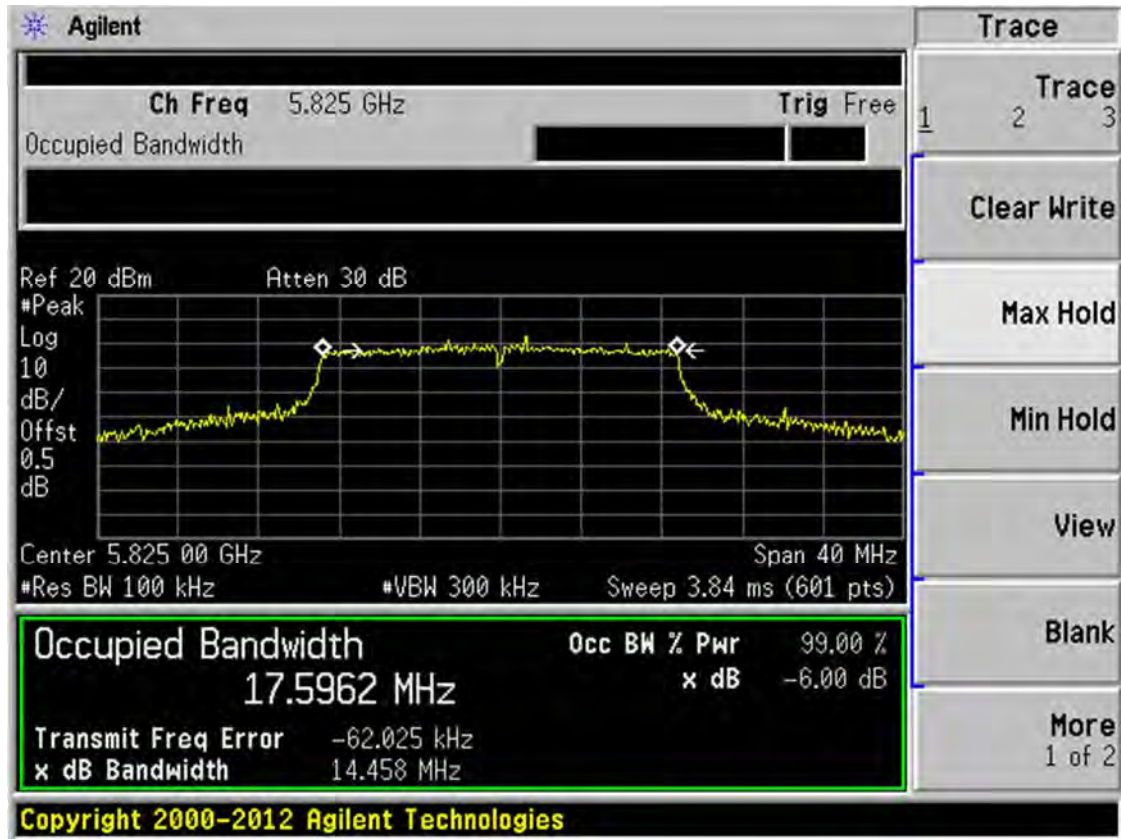 Agilent
Trace
Ch Freq 5.825 GHz Trig Free
Occupied Bandwidth
Trace
1 2 3
Clear Write
Max Hold
Min Hold
View
Blank
More
1 of 2
Ref 20 dBm Atten 30 dB
#Peak
Log
10
dB/
Offst
0.5
dB
Center 5.825 00 GHz Span 40 MHz
#Res BW 100 kHz #VBW 300 kHz Sweep 3.84 ms (601 pts)
Occupied Bandwidth
17.5962 MHz
Occ BW % Pwr 99.00 %
x dB -6.00 dB
Transmit Freq Error -62.025 kHz
x dB Bandwidth 14.458 MHz
Copyright 2000-2012 Agilent Technologies